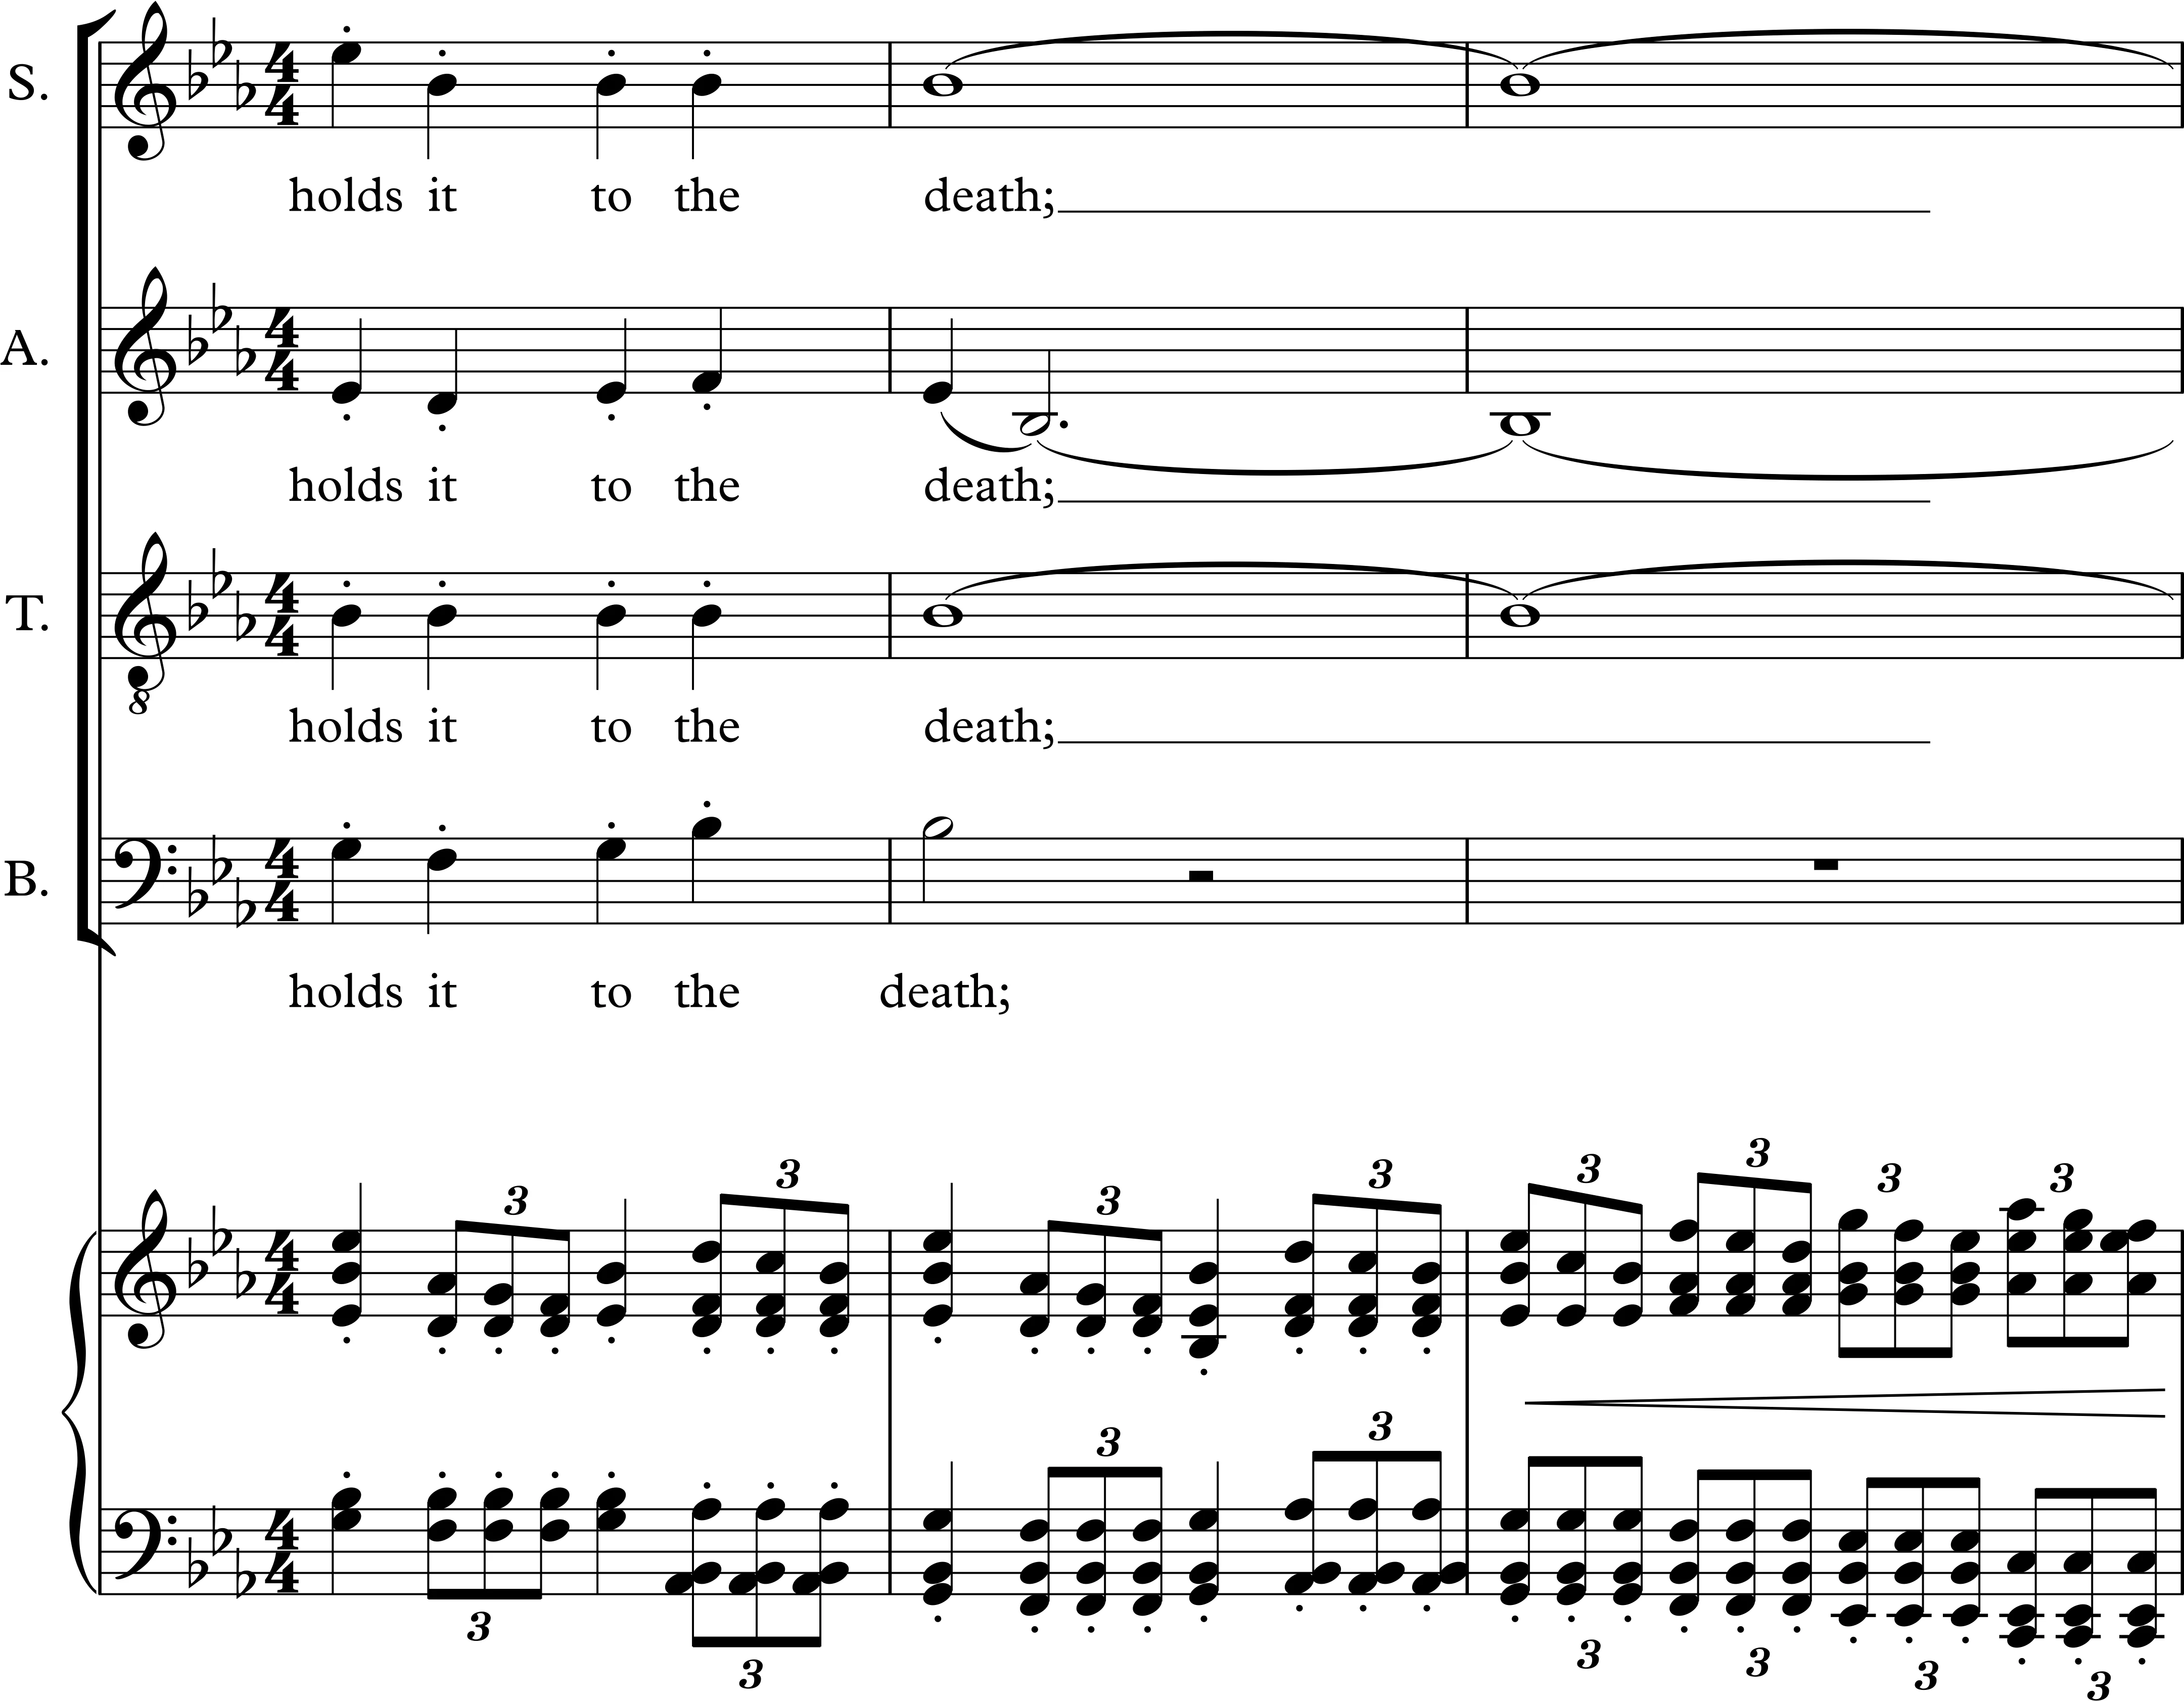 S.
holds it to the death;
A.
holds it to the death;
T.
8
holds it to the death;
B.
holds it to the death;
3 3 3 3 3 3 3 3
3 3
3 3 3 3 3 3